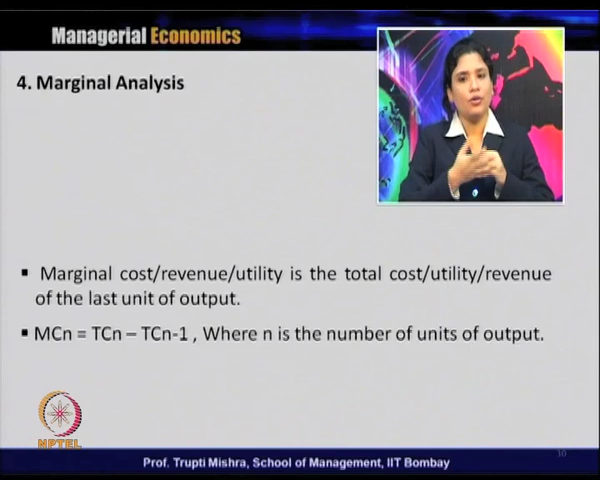 Managerial Economics
4. Marginal Analysis
▪ Marginal cost/revenue/utility is the total cost/utility/revenue
of the last unit of output.
▪ MCn = TCn – TCn-1 , Where n is the number of units of output.
NPTEL
10
Prof. Trupti Mishra, School of Management, IIT Bombay